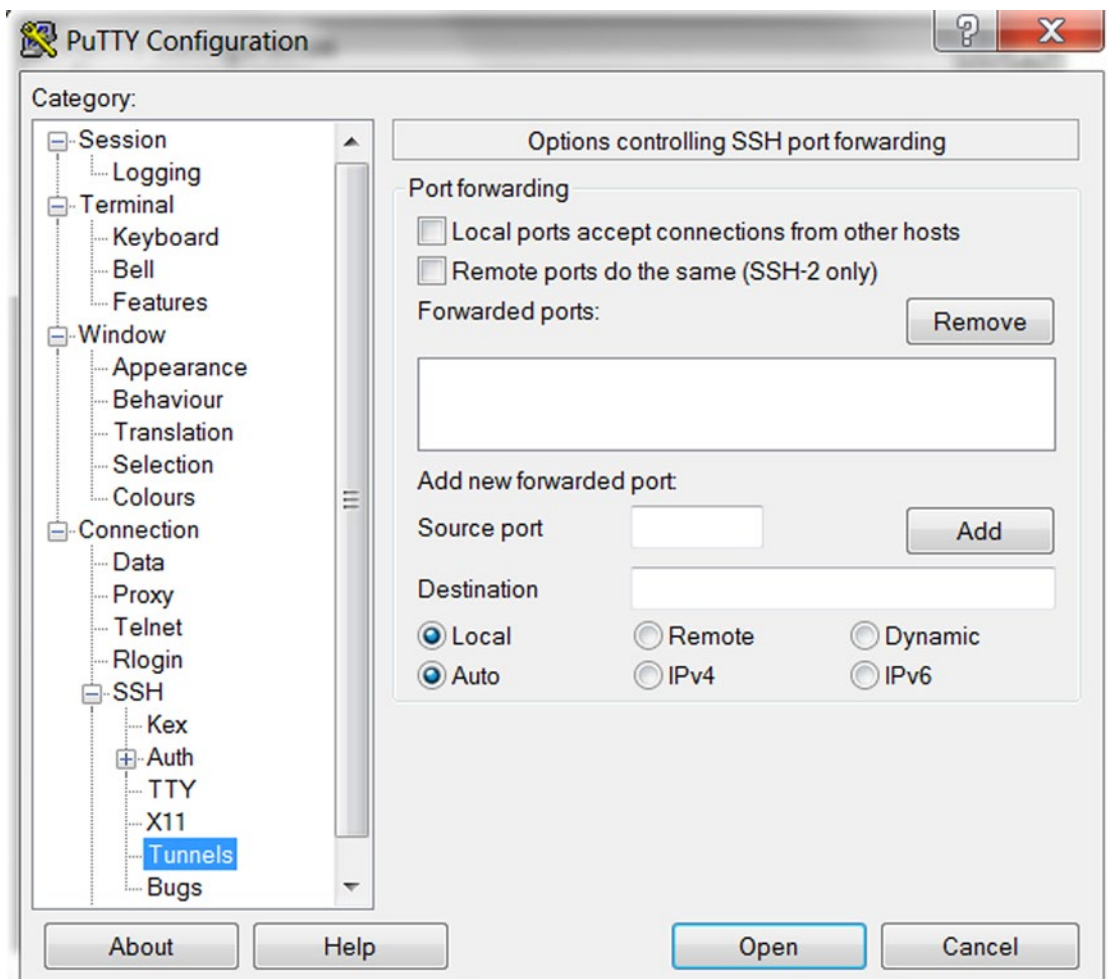 PuTTY Configuration
Category:
Session
Logging
Terminal
Keyboard
Bell
Features
Window
Appearance
Behaviour
Translation
Selection
Colours
Connection
Data
Proxy
Telnet
Rlogin
SSH
Kex
Auth
TTY
X11
Tunnels
Bugs
Options controlling SSH port forwarding
Port forwarding
Local ports accept connections from other hosts
Remote ports do the same (SSH-2 only)
Forwarded ports:
Remove
Add new forwarded port:
Source port
Add
Destination
Local Remote Dynamic
Auto IPv4 IPv6
About Help Open Cancel